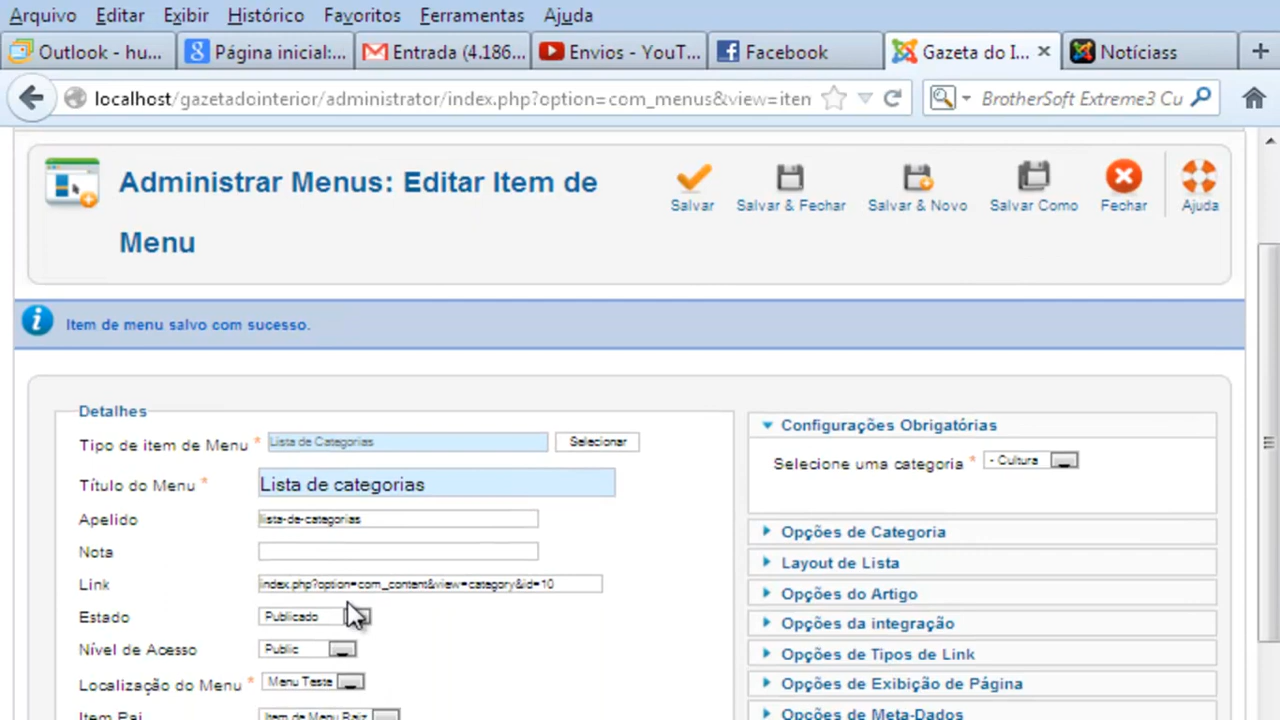 Arquivo Editar Exibir Histórico Favoritos Ferramentas Ajuda
Outlook - hu... Página inicial:... Entrada (4.186... Envios - YouT... Facebook Gazeta do I... Notíciass
localhost/gazetadointerior/administrator/index.php?option=com_menus&view=iten BrotherSoft Extreme3 Cu
Administrar Menus: Editar Item de
Menu
Salvar Salvar & Fechar Salvar & Novo Salvar Como Fechar Ajuda
Item de menu salvo com sucesso.
Detalhes
Tipo de item de Menu * Lista de Categorias Selecionar
Título do Menu * Lista de categorias
Apelido lista-de-categorias
Nota
Link index.php?option=com_content&view=category&id=10
Estado Publicado
Nível de Acesso Public
Localização do Menu * Menu Teste
Item Pai Item de Menu Raiz
Configurações Obrigatórias
Selecione uma categoria * - Cultura
Opções de Categoria
Layout de Lista
Opções do Artigo
Opções da integração
Opções de Tipos de Link
Opções de Exibição de Página
Opções de Meta-Dados